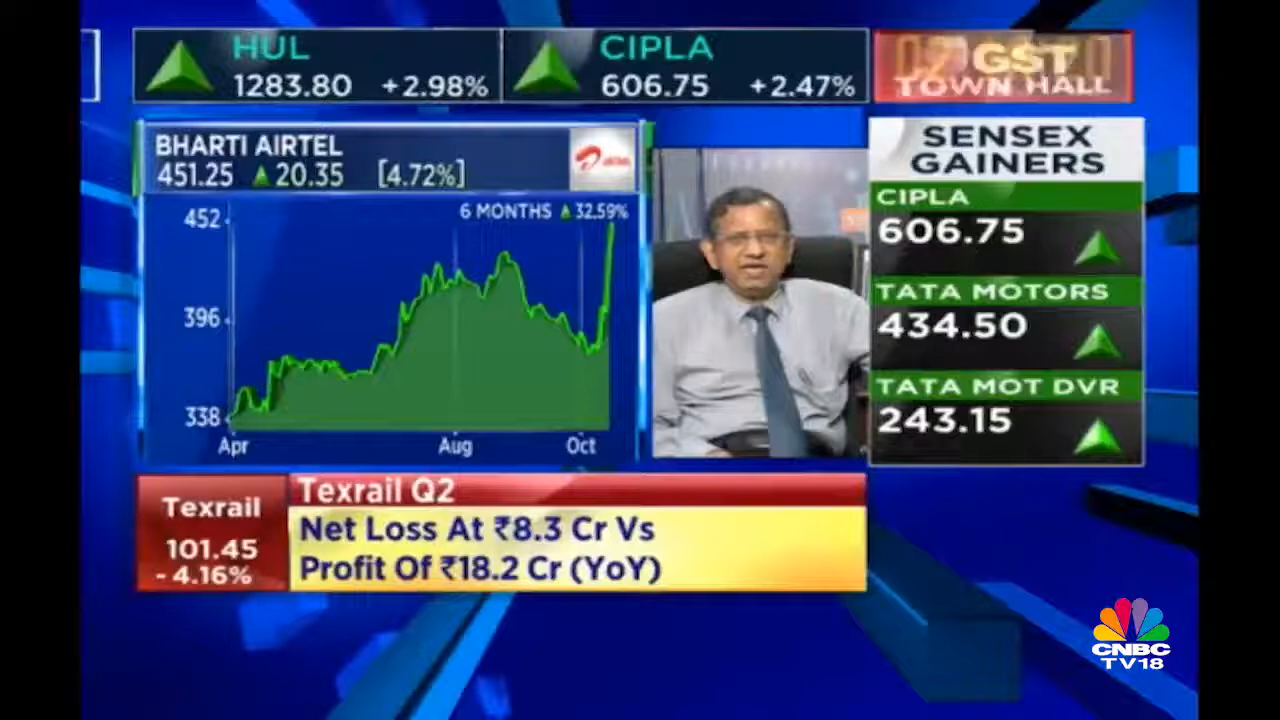 HUL
1283.80 +2.98%
CIPLA
606.75 +2.47%
GST
TOWN HALL
BHARTI AIRTEL
451.25 20.35 [4.72%]
airtel
6 MONTHS 32.59%
452
396
338
Apr Aug Oct
SENSEX
GAINERS
CIPLA
606.75
TATA MOTORS
434.50
TATA MOT DVR
243.15
Texrail
101.45
- 4.16%
Texrail Q2
Net Loss At ₹8.3 Cr Vs
Profit Of ₹18.2 Cr (YoY)
CNBC
TV18